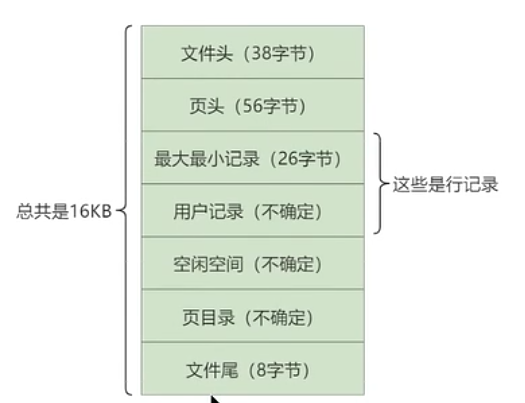 文件头（38字节）
页头（56字节）
最大最小记录（26字节）
这些是行记录
总共是16KB
用户记录（不确定）
空闲空间（不确定）
页目录（不确定）
文件尾（8字节）